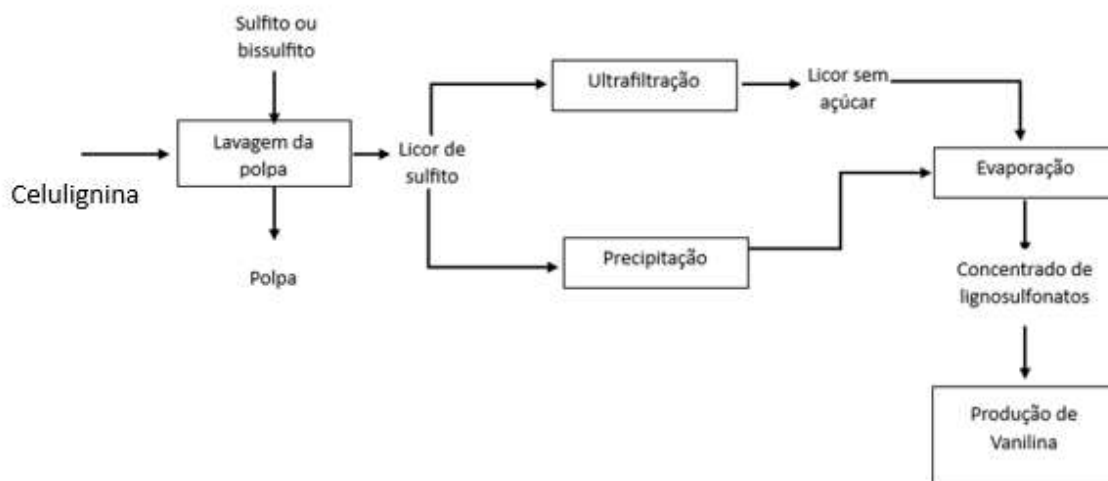 Sulfito ou
bissulfito
Celulignina
Lavagem da
polpa
Polpa
Licor de
sulfito
Ultrafiltração
Licor sem
açúcar
Precipitação
Evaporação
Concentrado de
lignosulfonatos
Produção de
Vanilina